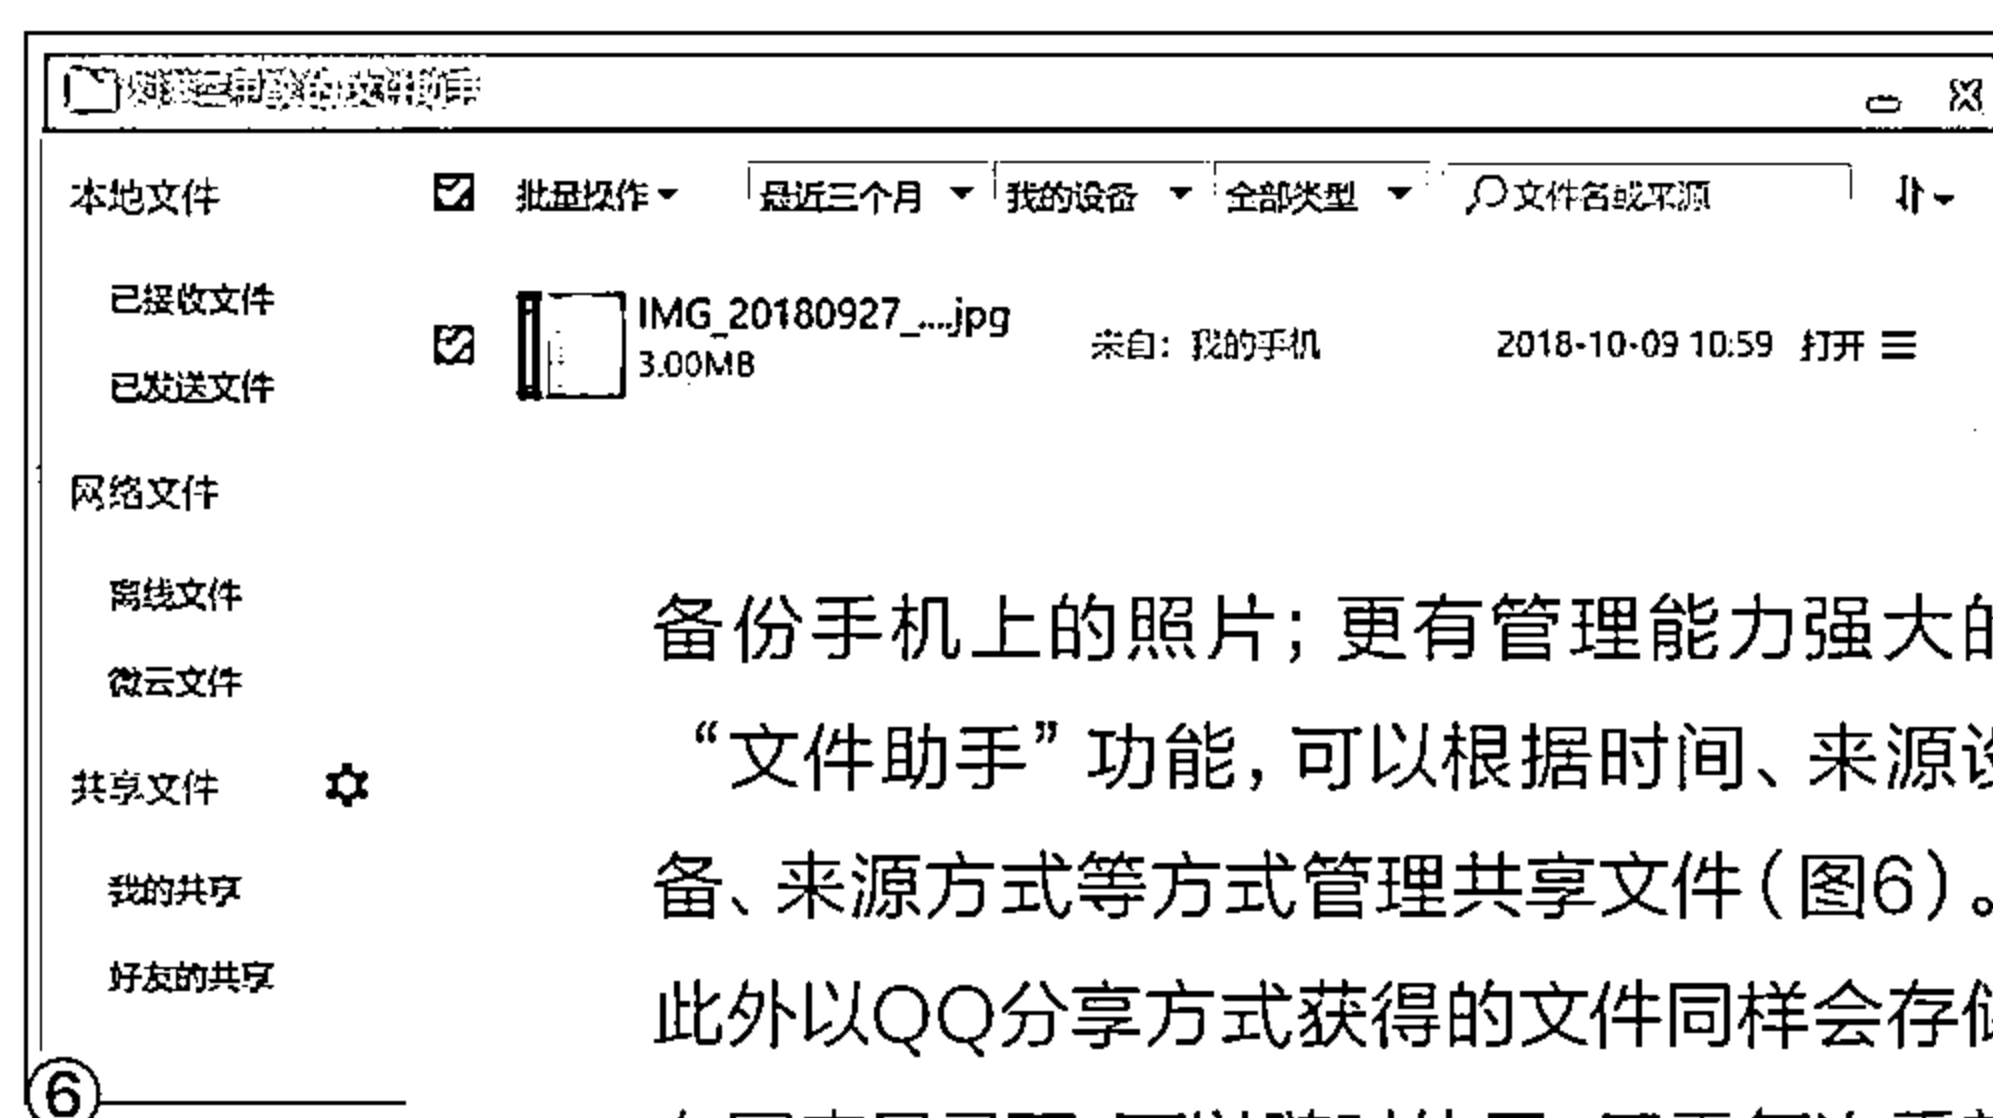 的文件助手
本地文件
批量操作 最近三个月 我的设备 全部类型 文件名或来源
已接收文件
IMG_20180927_....jpg
3.00MB
来自：我的手机 2018-10-09 10:59 打开
已发送文件
网络文件
离线文件
微云文件
共享文件
我的共享
好友的共享
6
备份手机上的照片；更有管理能力强大的
“文件助手”功能，可以根据时间、来源设
备、来源方式等方式管理共享文件（图6）。
此外以QQ分享方式获得的文件同样会存储